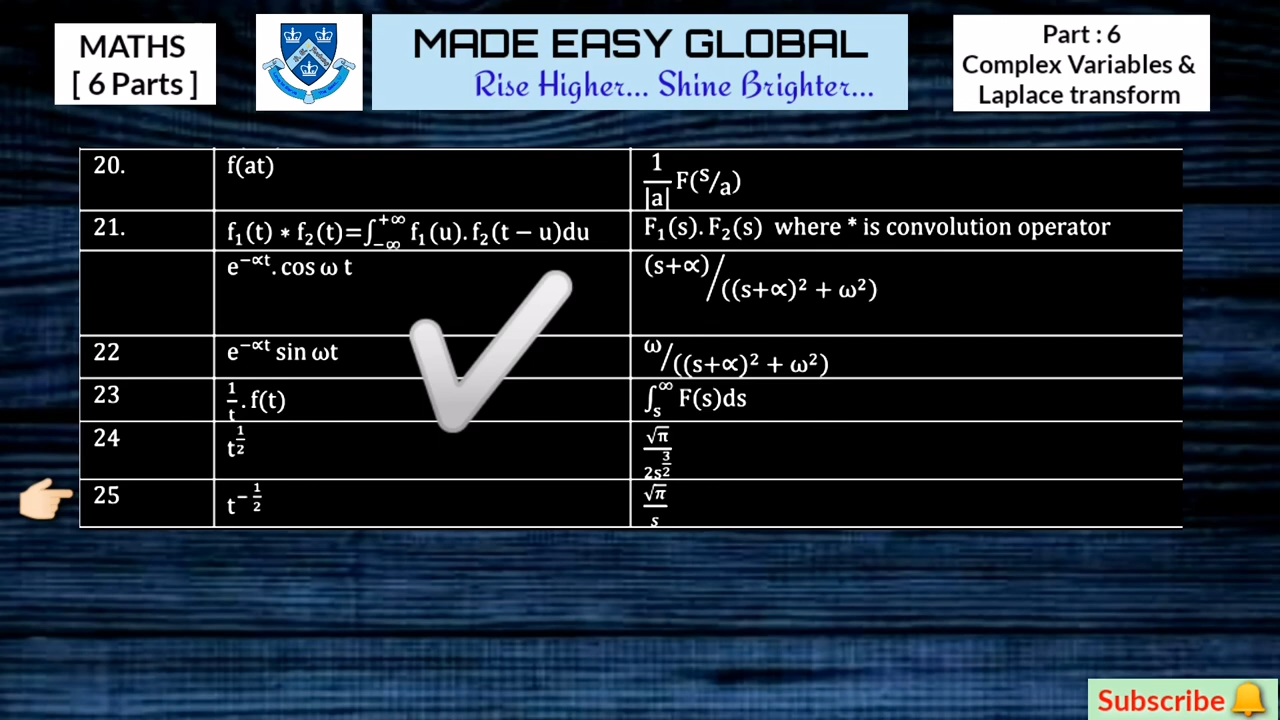 MATHS
[ 6 Parts ]
MADE EASY GLOBAL
Rise Higher... Shine Brighter...
Part : 6
Complex Variables &
Laplace transform
20. f(at) 1/|a| F(s/a)
21. f₁(t) ∗ f₂(t)=∫₋∞⁺∞ f₁(u). f₂(t − u)du F₁(s). F₂(s) where * is convolution operator
e^−∝t. cos ω t (s+∝)/((s+∝)² + ω²)
22 e^−∝t sin ωt ω/((s+∝)² + ω²)
23 1/t . f(t) ∫ₛ^∞ F(s)ds
24 t^1/2 √π/2s^3/2
25 t^−1/2 √π/s
Subscribe